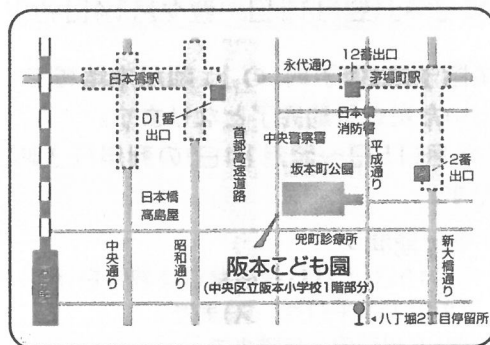 永代通り
12番出口
日本橋駅
茅場町駅
D1番
出口
首都高速道路
中央警察署
日本橋
消防署
平成通り
坂本町公園
2番
出口
日本橋
高島屋
兜町診療所
中央通り
昭和通り
阪本こども園
(中央区立阪本小学校1階部分)
新大橋通り
八丁堀2丁目停留所